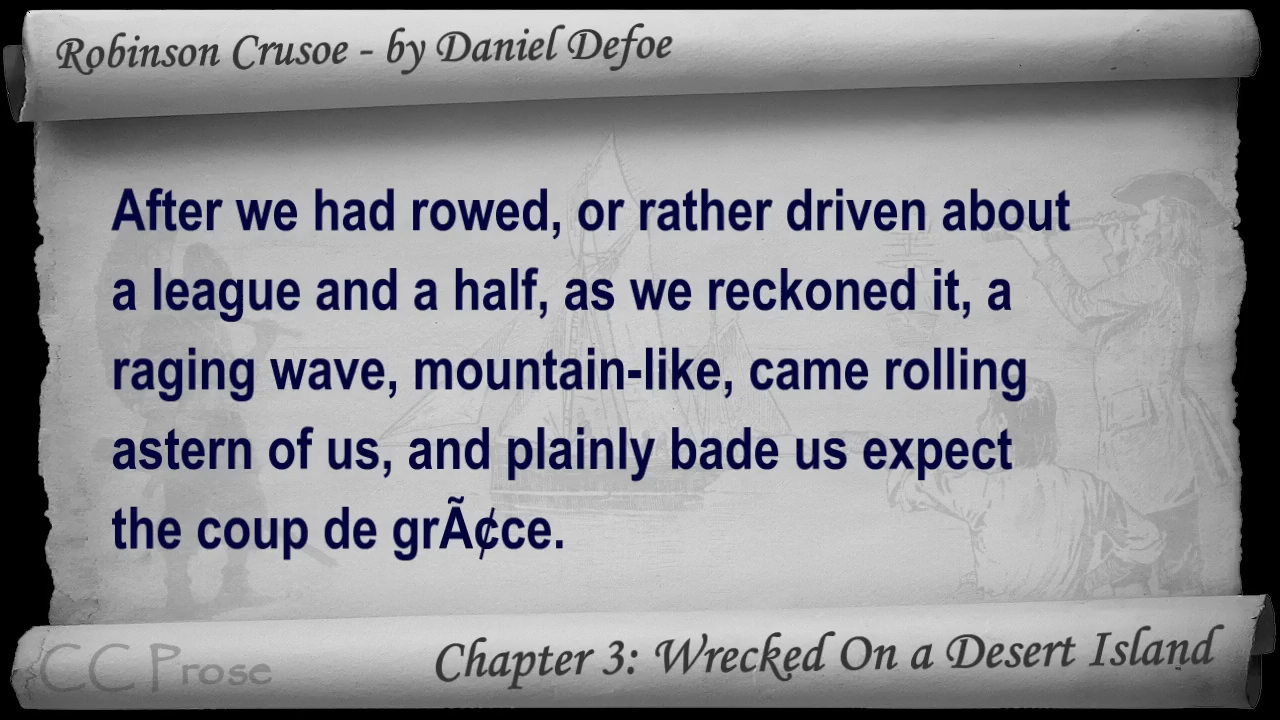 Robinson Crusoe - by Daniel Defoe
After we had rowed, or rather driven about
a league and a half, as we reckoned it, a
raging wave, mountain-like, came rolling
astern of us, and plainly bade us expect
the coup de grÃ¢ce.
CC Prose
Chapter 3: Wrecked On a Desert Island